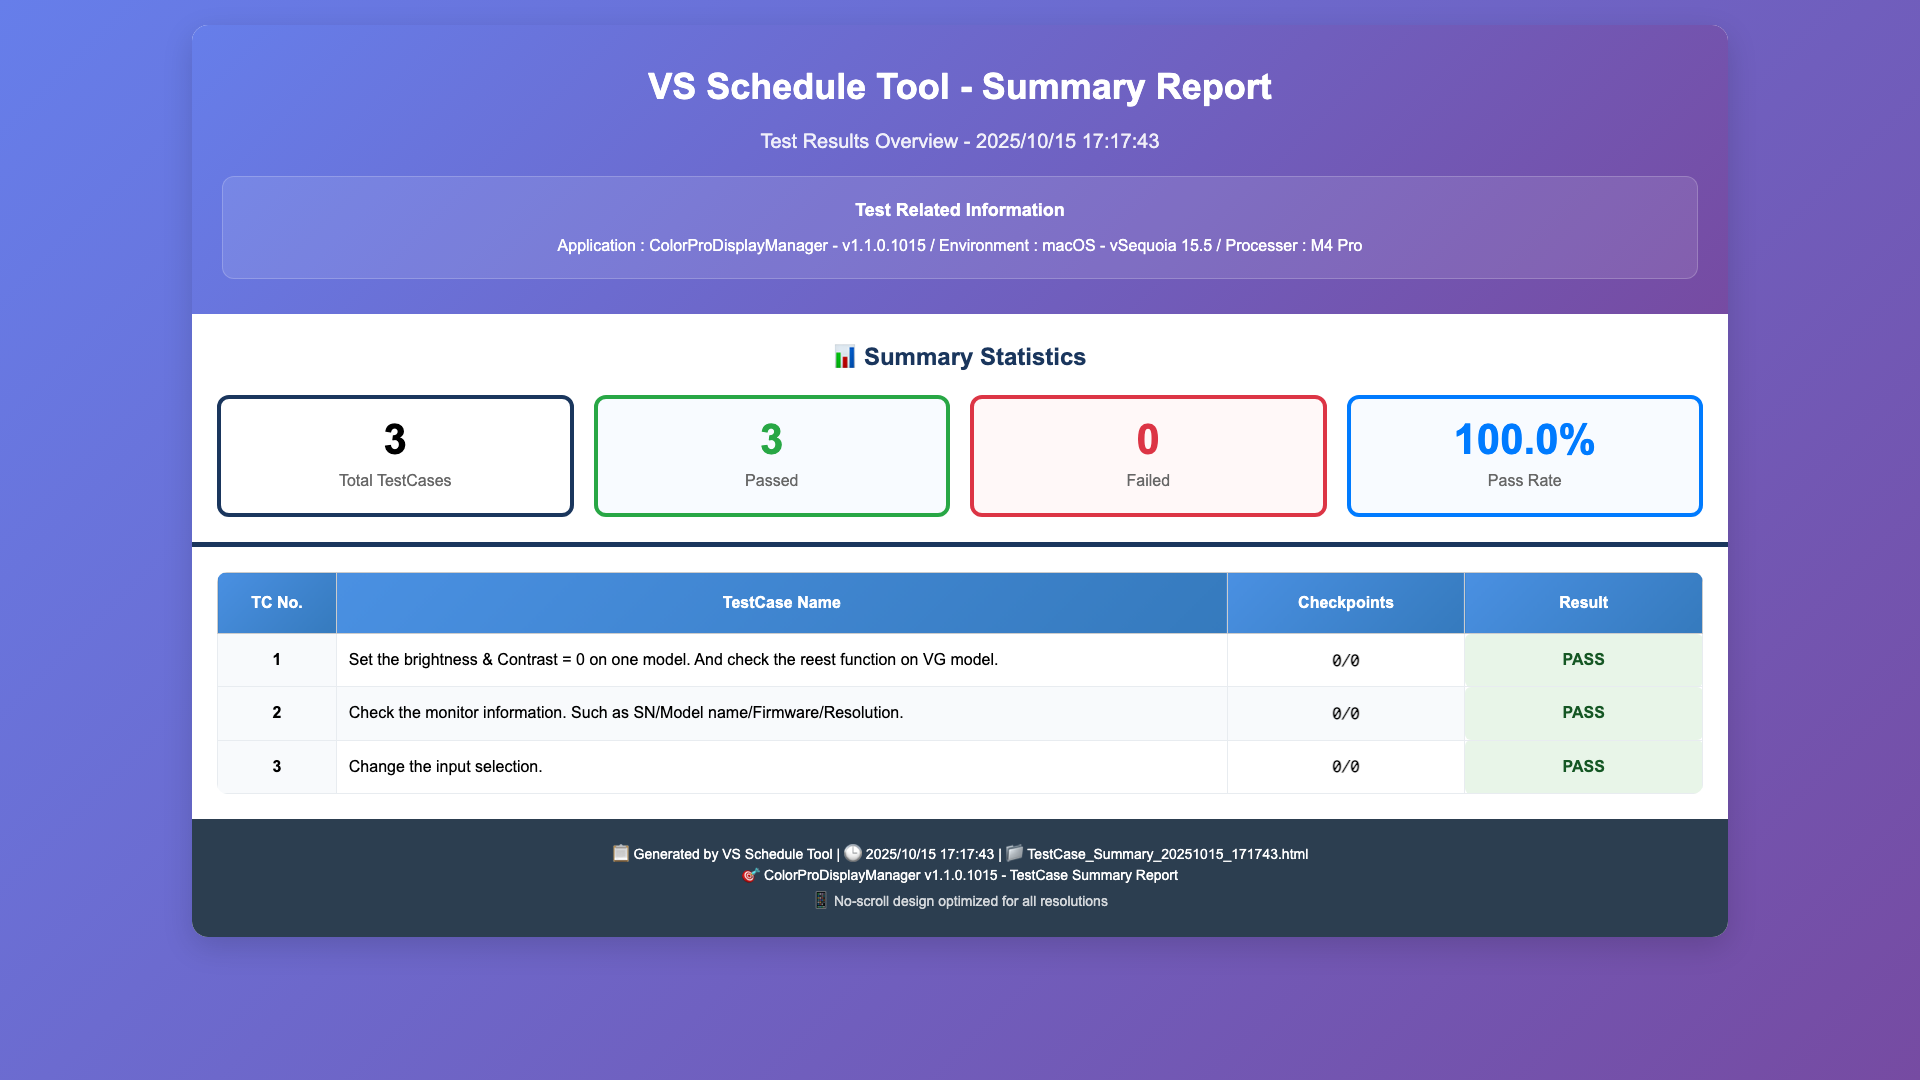 VS Schedule Tool - Summary Report
Test Results Overview - 2025/10/15 17:17:43
Test Related Information
Application : ColorProDisplayManager - v1.1.0.1015 / Environment : macOS - vSequoia 15.5 / Processer : M4 Pro
📊 Summary Statistics
3
Total TestCases
3
Passed
0
Failed
100.0%
Pass Rate
TC No. TestCase Name Checkpoints Result
1 Set the brightness & Contrast = 0 on one model. And check the reest function on VG model. 0/0 PASS
2 Check the monitor information. Such as SN/Model name/Firmware/Resolution. 0/0 PASS
3 Change the input selection. 0/0 PASS
📋 Generated by VS Schedule Tool | 🕒 2025/10/15 17:17:43 | 📁 TestCase_Summary_20251015_171743.html
🎯 ColorProDisplayManager v1.1.0.1015 - TestCase Summary Report
📱 No-scroll design optimized for all resolutions